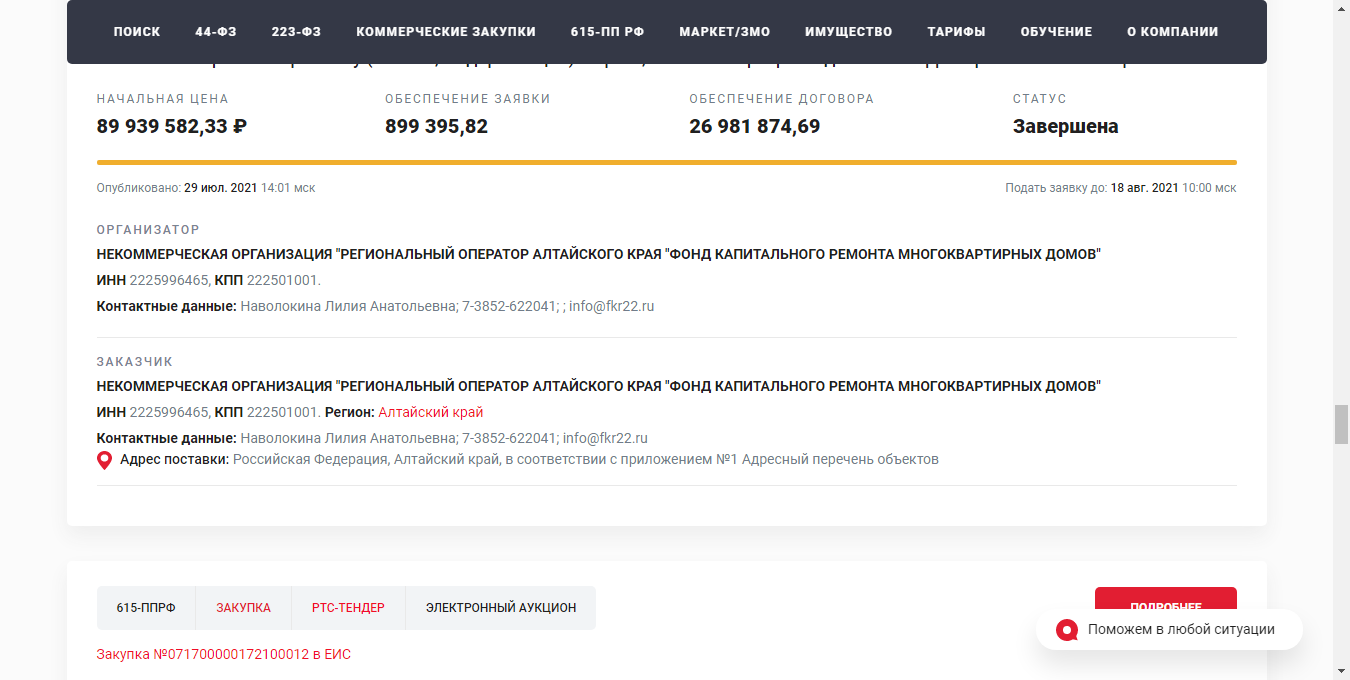 ПОИСК 44-ФЗ 223-ФЗ КОММЕРЧЕСКИЕ ЗАКУПКИ 615-ПП РФ МАРКЕТ/ЗМО ИМУЩЕСТВО ТАРИФЫ ОБУЧЕНИЕ О КОМПАНИИ
НАЧАЛЬНАЯ ЦЕНА ОБЕСПЕЧЕНИЕ ЗАЯВКИ ОБЕСПЕЧЕНИЕ ДОГОВОРА СТАТУС
89 939 582,33 ₽ 899 395,82 26 981 874,69 Завершена
Опубликовано: 29 июл. 2021 14:01 мск Подать заявку до: 18 авг. 2021 10:00 мск
ОРГАНИЗАТОР
НЕКОММЕРЧЕСКАЯ ОРГАНИЗАЦИЯ "РЕГИОНАЛЬНЫЙ ОПЕРАТОР АЛТАЙСКОГО КРАЯ "ФОНД КАПИТАЛЬНОГО РЕМОНТА МНОГОКВАРТИРНЫХ ДОМОВ"
ИНН 2225996465, КПП 222501001.
Контактные данные: Наволокина Лилия Анатольевна; 7-3852-622041; ; info@fkr22.ru
ЗАКАЗЧИК
НЕКОММЕРЧЕСКАЯ ОРГАНИЗАЦИЯ "РЕГИОНАЛЬНЫЙ ОПЕРАТОР АЛТАЙСКОГО КРАЯ "ФОНД КАПИТАЛЬНОГО РЕМОНТА МНОГОКВАРТИРНЫХ ДОМОВ"
ИНН 2225996465, КПП 222501001. Регион: Алтайский край
Контактные данные: Наволокина Лилия Анатольевна; 7-3852-622041; info@fkr22.ru
Адрес поставки: Российская Федерация, Алтайский край, в соответствии с приложением №1 Адресный перечень объектов
615-ППРФ ЗАКУПКА РТС-ТЕНДЕР ЭЛЕКТРОННЫЙ АУКЦИОН ПОДРОБНЕЕ
Поможем в любой ситуации
Закупка №071700000172100012 в ЕИС